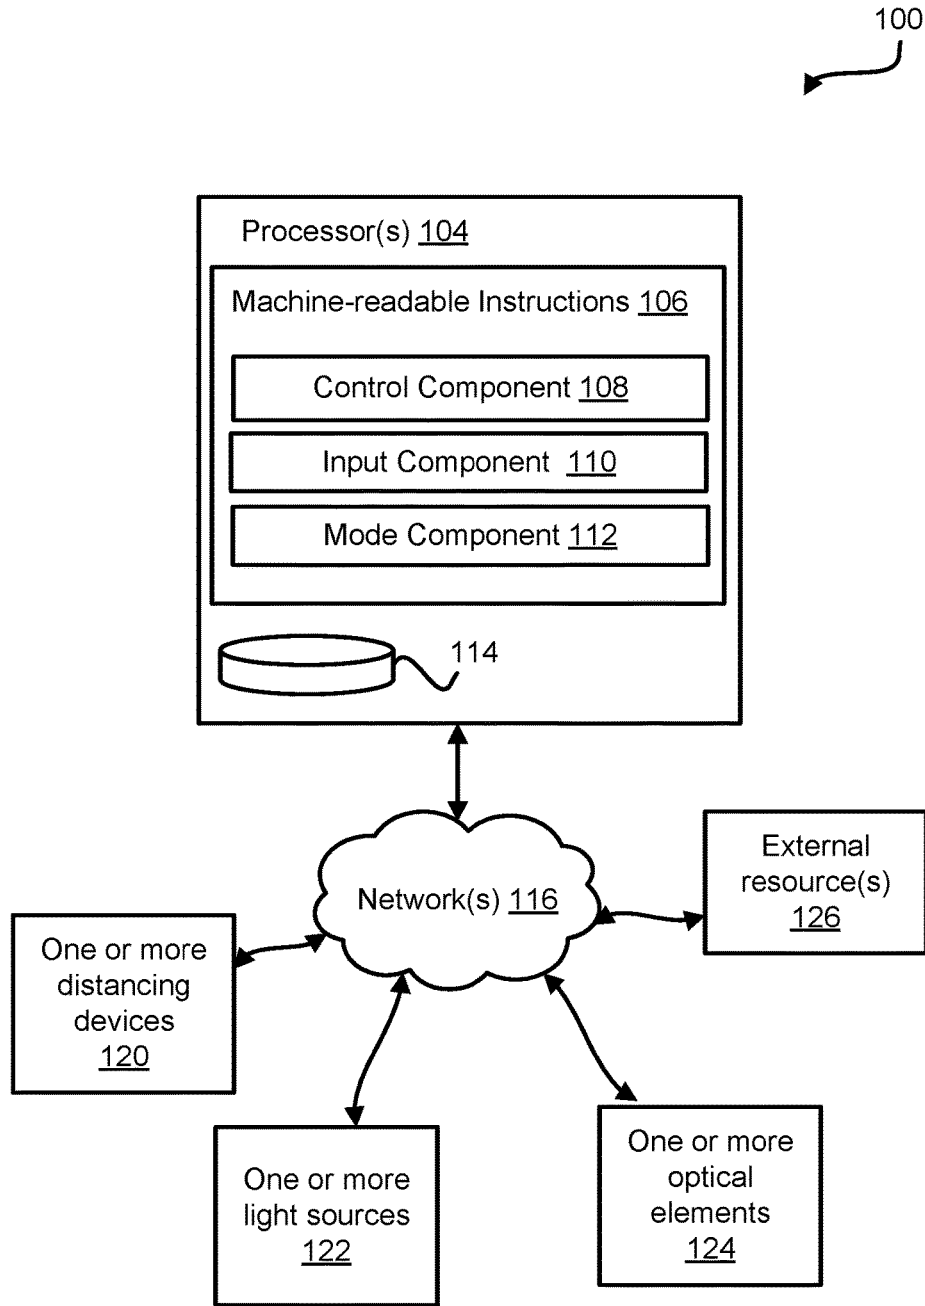 100
Processor(s) 104
Machine-readable Instructions 106
Control Component 108
Input Component 110
Mode Component 112
114
Network(s) 116
External
resource(s)
126
One or more
distancing
devices
120
One or more
light sources
122
One or more
optical
elements
124